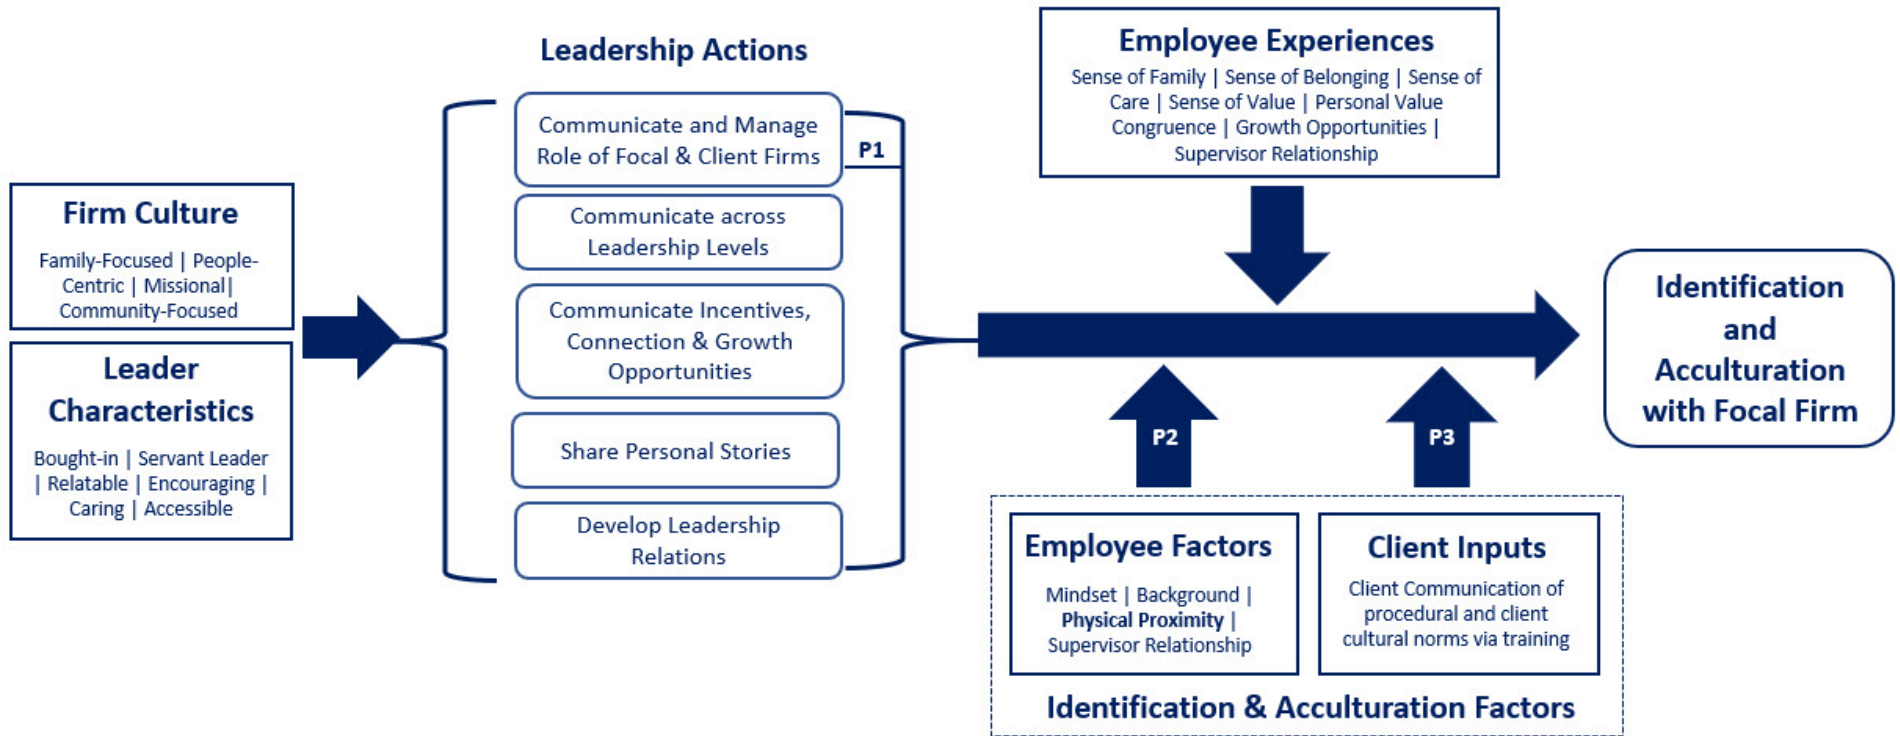 Firm Culture
Family-Focused | People-
Centric | Missional|
Community-Focused
Leader
Characteristics
Bought-in | Servant Leader
| Relatable | Encouraging |
Caring | Accessible
Leadership Actions
Communicate and Manage
Role of Focal & Client Firms
P1
Communicate across
Leadership Levels
Communicate Incentives,
Connection & Growth
Opportunities
Share Personal Stories
Develop Leadership
Relations
Employee Experiences
Sense of Family | Sense of Belonging | Sense of
Care | Sense of Value | Personal Value
Congruence | Growth Opportunities |
Supervisor Relationship
P2
P3
Employee Factors
Mindset | Background |
Physical Proximity |
Supervisor Relationship
Client Inputs
Client Communication of
procedural and client
cultural norms via training
Identification & Acculturation Factors
Identification
and
Acculturation
with Focal Firm